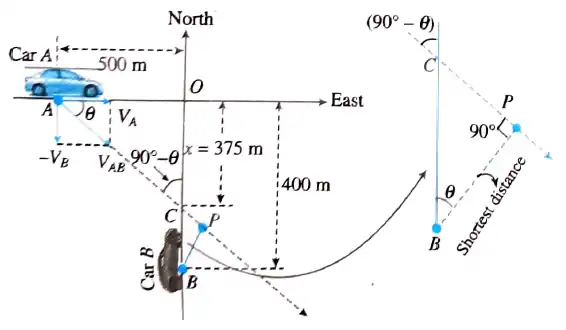 North
(90° – θ)
Car A
500 m
C
O
East
A
θ
V_A
P
–V_B
V_AB
90°–θ
x = 375 m
90°
400 m
C
P
θ
Shortest distance
Car B
B
B